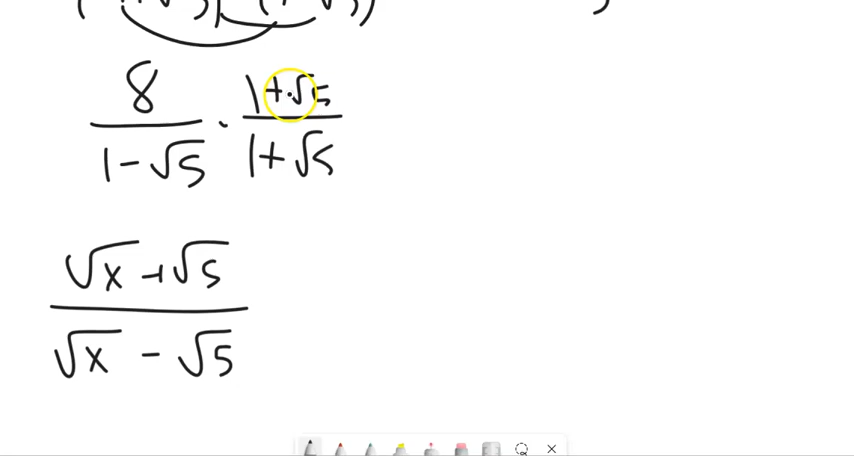 8/(1-√5) · (1+√5)/(1+√5)
(√x+√5)/(√x - √5)